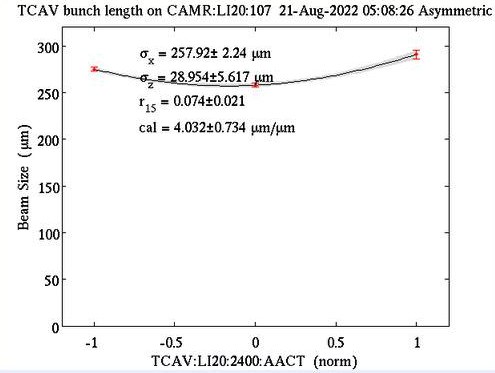 TCAV bunch length on CAMR:LI20:107  21-Aug-2022 05:08:26 Asymmetric
σx = 257.92± 2.24 μm
σz = 28.954±5.617 μm
r15 = 0.074±0.021
cal = 4.032±0.734 μm/μm
300
250
200
150
100
50
0
Beam Size (μm)
-1 -0.5 0 0.5 1
TCAV:LI20:2400:AACT (norm)